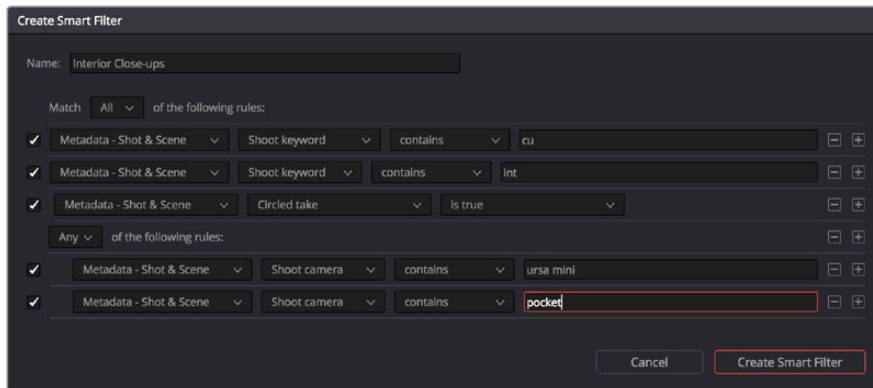 Create Smart Filter
Name: Interior Close-ups
Match All of the following rules:
Metadata - Shot & Scene Shoot keyword contains cu
Metadata - Shot & Scene Shoot keyword contains int
Metadata - Shot & Scene Circled take is true
Any of the following rules:
Metadata - Shot & Scene Shoot camera contains ursa mini
Metadata - Shot & Scene Shoot camera contains pocket
Cancel Create Smart Filter